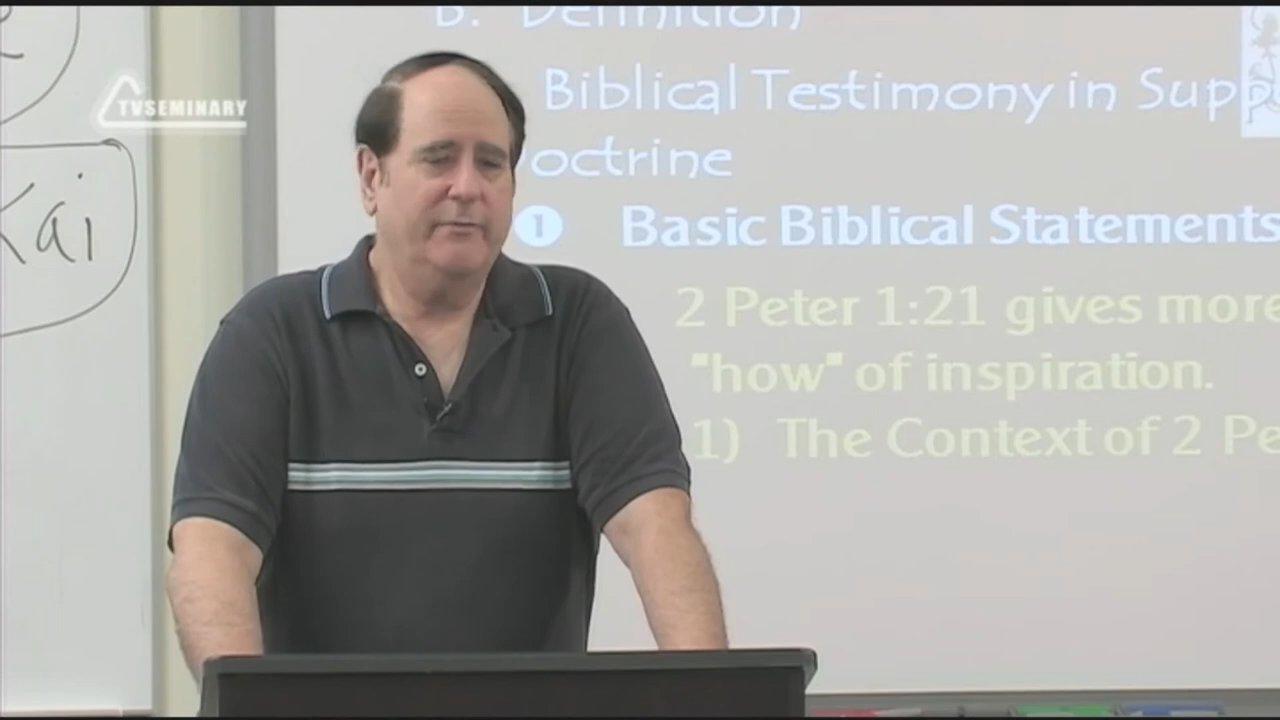 TVSEMINARY
Kai
B. Definition
Biblical Testimony in Supp
octrine
1 Basic Biblical Statements
2 Peter 1:21 gives more
"how" of inspiration.
1) The Context of 2 Pe